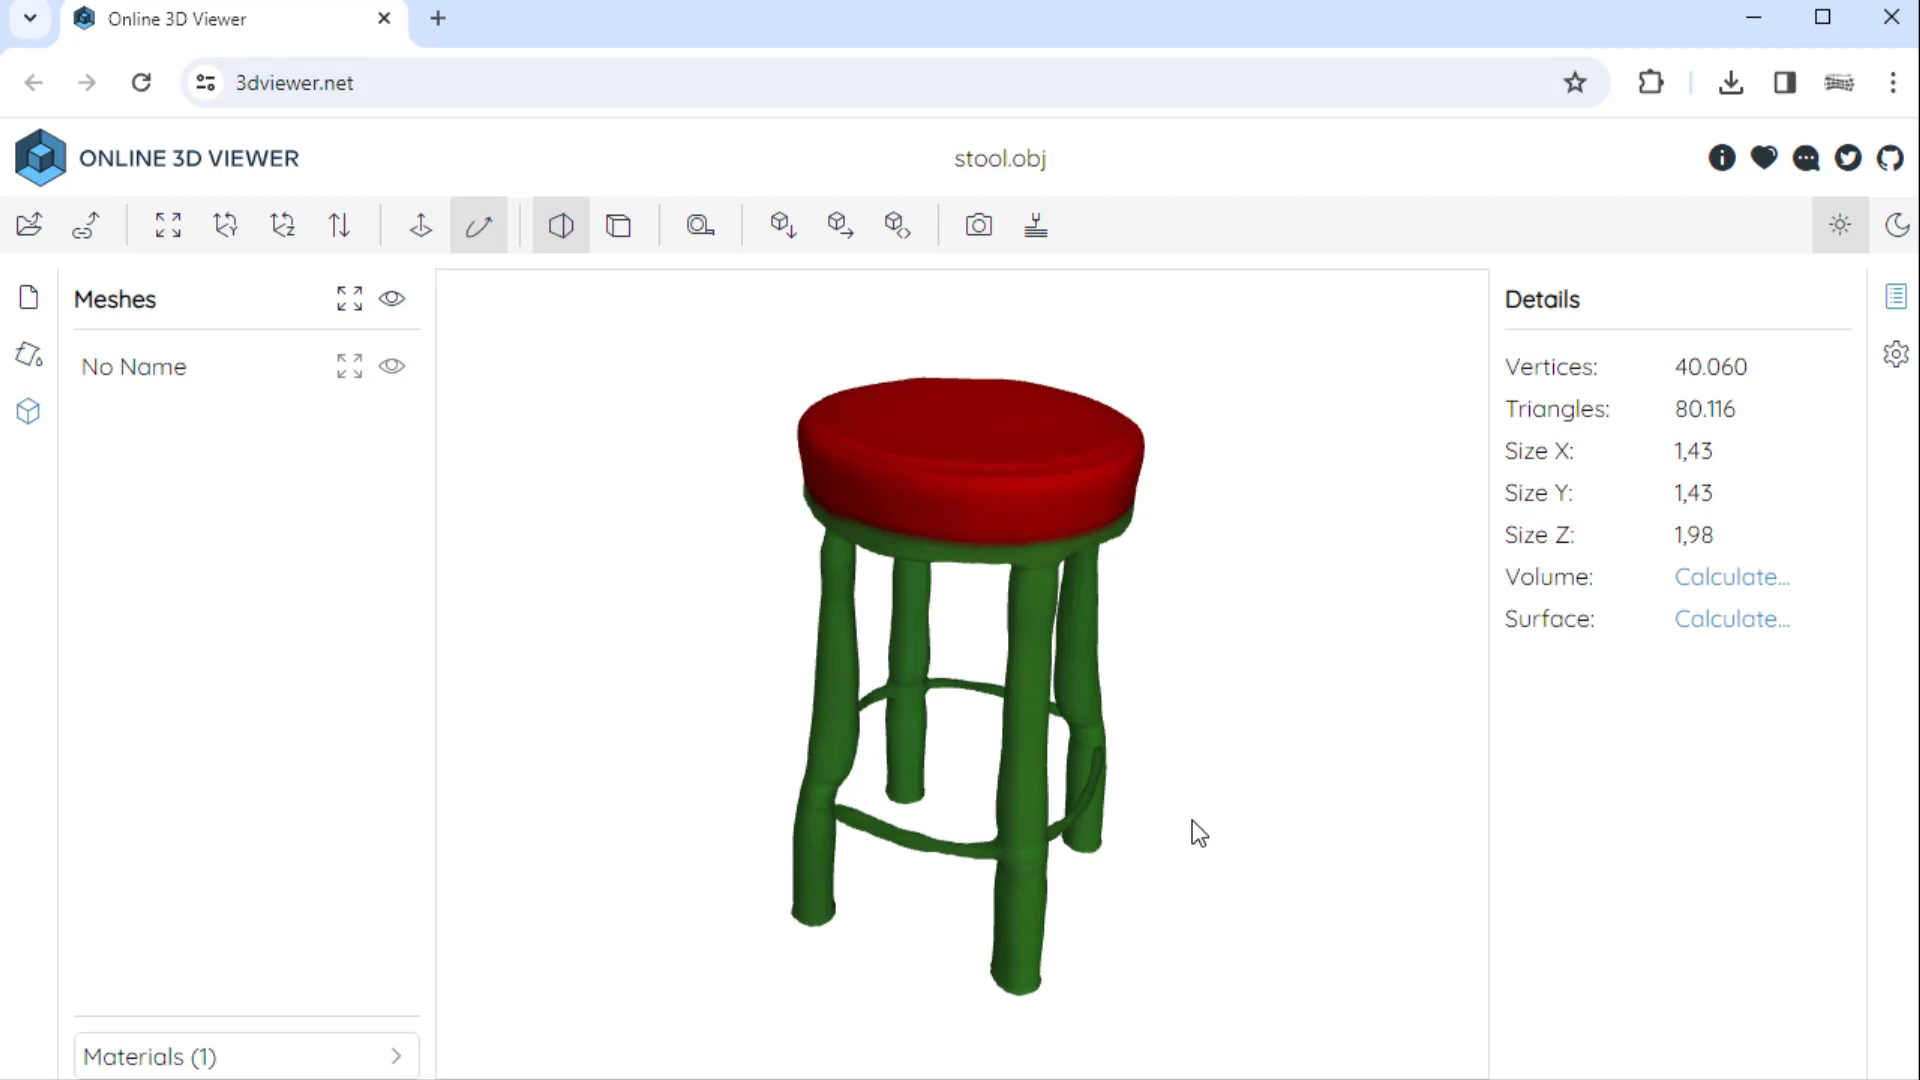 Online 3D Viewer
3dviewer.net
ONLINE 3D VIEWER
stool.obj
Meshes
No Name
Materials (1)
Details
Vertices: 40.060
Triangles: 80.116
Size X: 1,43
Size Y: 1,43
Size Z: 1,98
Volume: Calculate...
Surface: Calculate...